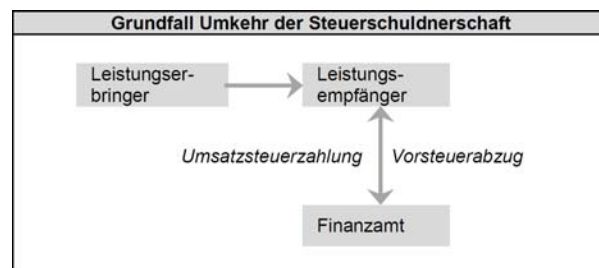 Grundfall Umkehr der Steuerschuldnerschaft
Leistungser-
bringer
Leistungs-
empfänger
Umsatzsteuerzahlung
Vorsteuerabzug
Finanzamt